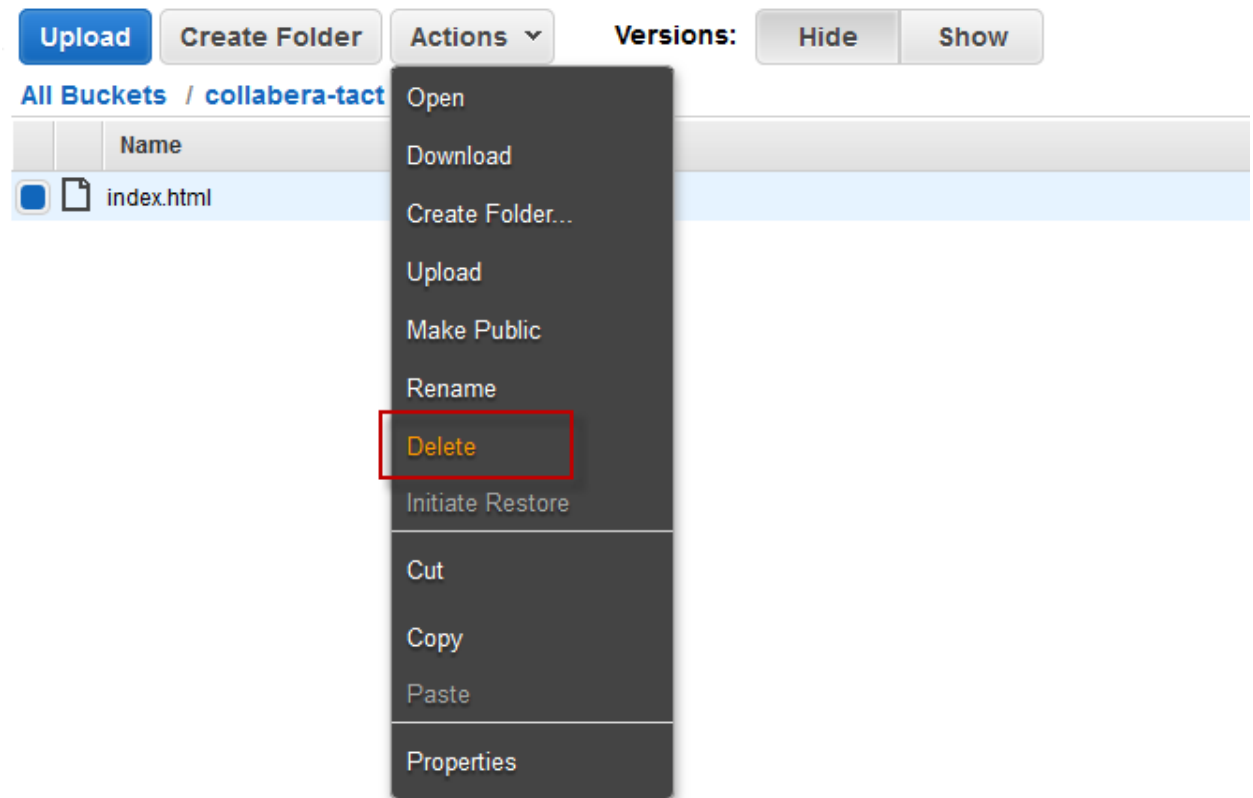 Upload Create Folder Actions Versions: Hide Show
All Buckets / collabera-tact
Name
index.html
Open
Download
Create Folder...
Upload
Make Public
Rename
Delete
Initiate Restore
Cut
Copy
Paste
Properties